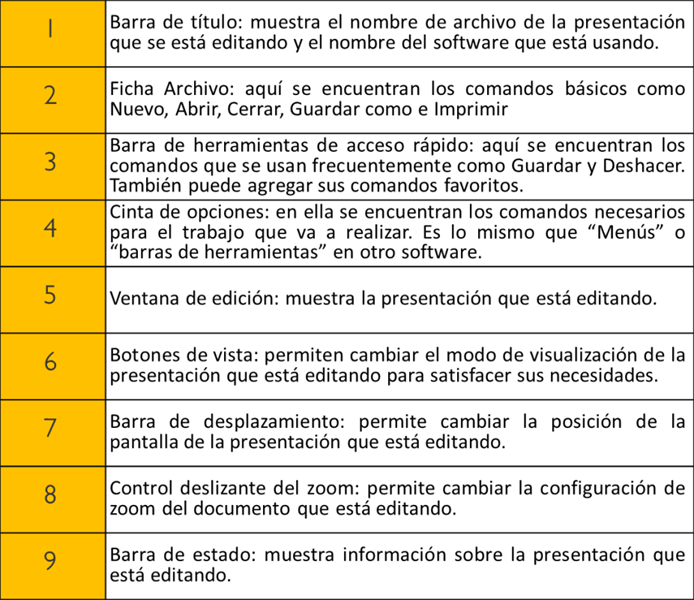 1
Barra de título: muestra el nombre de archivo de la presentación
que se está editando y el nombre del software que está usando.
2
Ficha Archivo: aquí se encuentran los comandos básicos como
Nuevo, Abrir, Cerrar, Guardar como e Imprimir
3
Barra de herramientas de acceso rápido: aquí se encuentran los
comandos que se usan frecuentemente como Guardar y Deshacer.
También puede agregar sus comandos favoritos.
4
Cinta de opciones: en ella se encuentran los comandos necesarios
para el trabajo que va a realizar. Es lo mismo que “Menús” o
“barras de herramientas” en otro software.
5
Ventana de edición: muestra la presentación que está editando.
6
Botones de vista: permiten cambiar el modo de visualización de la
presentación que está editando para satisfacer sus necesidades.
7
Barra de desplazamiento: permite cambiar la posición de la
pantalla de la presentación que está editando.
8
Control deslizante del zoom: permite cambiar la configuración de
zoom del documento que está editando.
9
Barra de estado: muestra información sobre la presentación que
está editando.